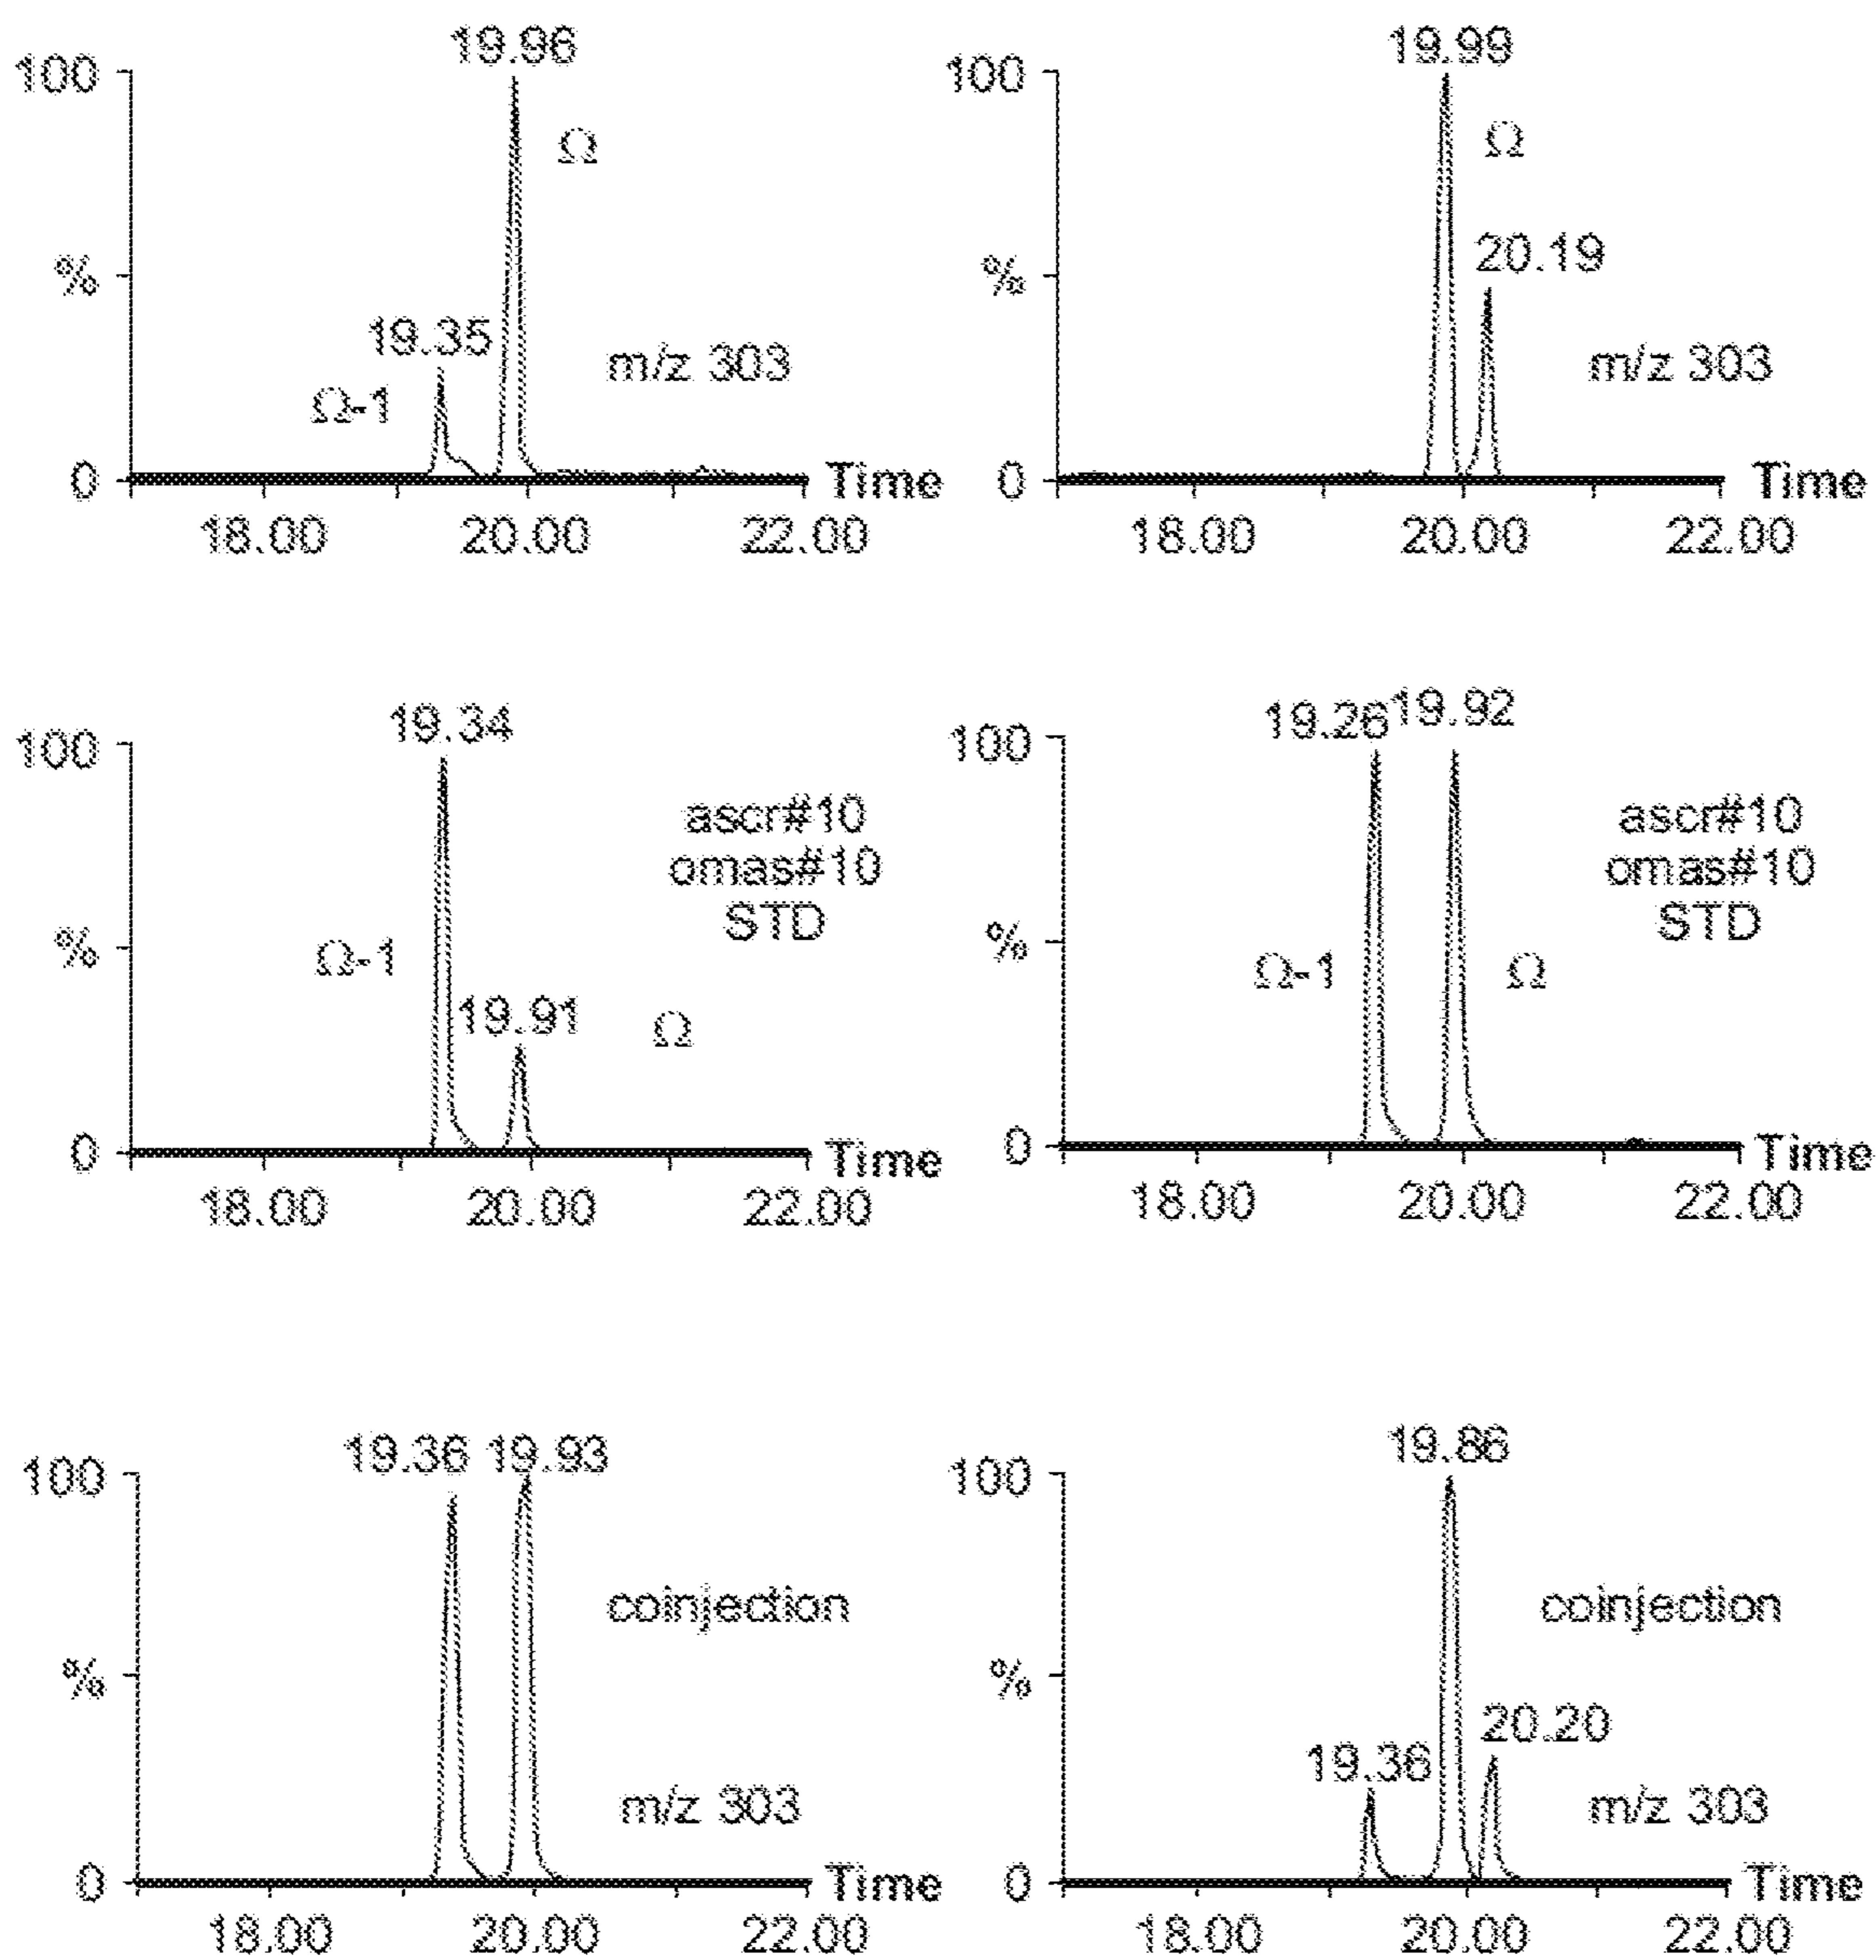 19.96
100
Ω
%
19.35
m/z 303
Ω-1
0
Time
18.00 20.00 22.00
19.99
100
Ω
20.19
%
m/z 303
0
Time
18.00 20.00 22.00
19.34
100
ascr#10
omas#10
STD
%
Ω-1
19.91
Ω
0
Time
18.00 20.00 22.00
19.26 19.92
100
ascr#10
omas#10
STD
%
Ω-1
Ω
0
Time
18.00 20.00 22.00
19.36 19.93
100
coinjection
%
m/z 303
0
Time
18.00 20.00 22.00
19.86
100
coinjection
%
20.20
19.36
m/z 303
0
Time
18.00 20.00 22.00